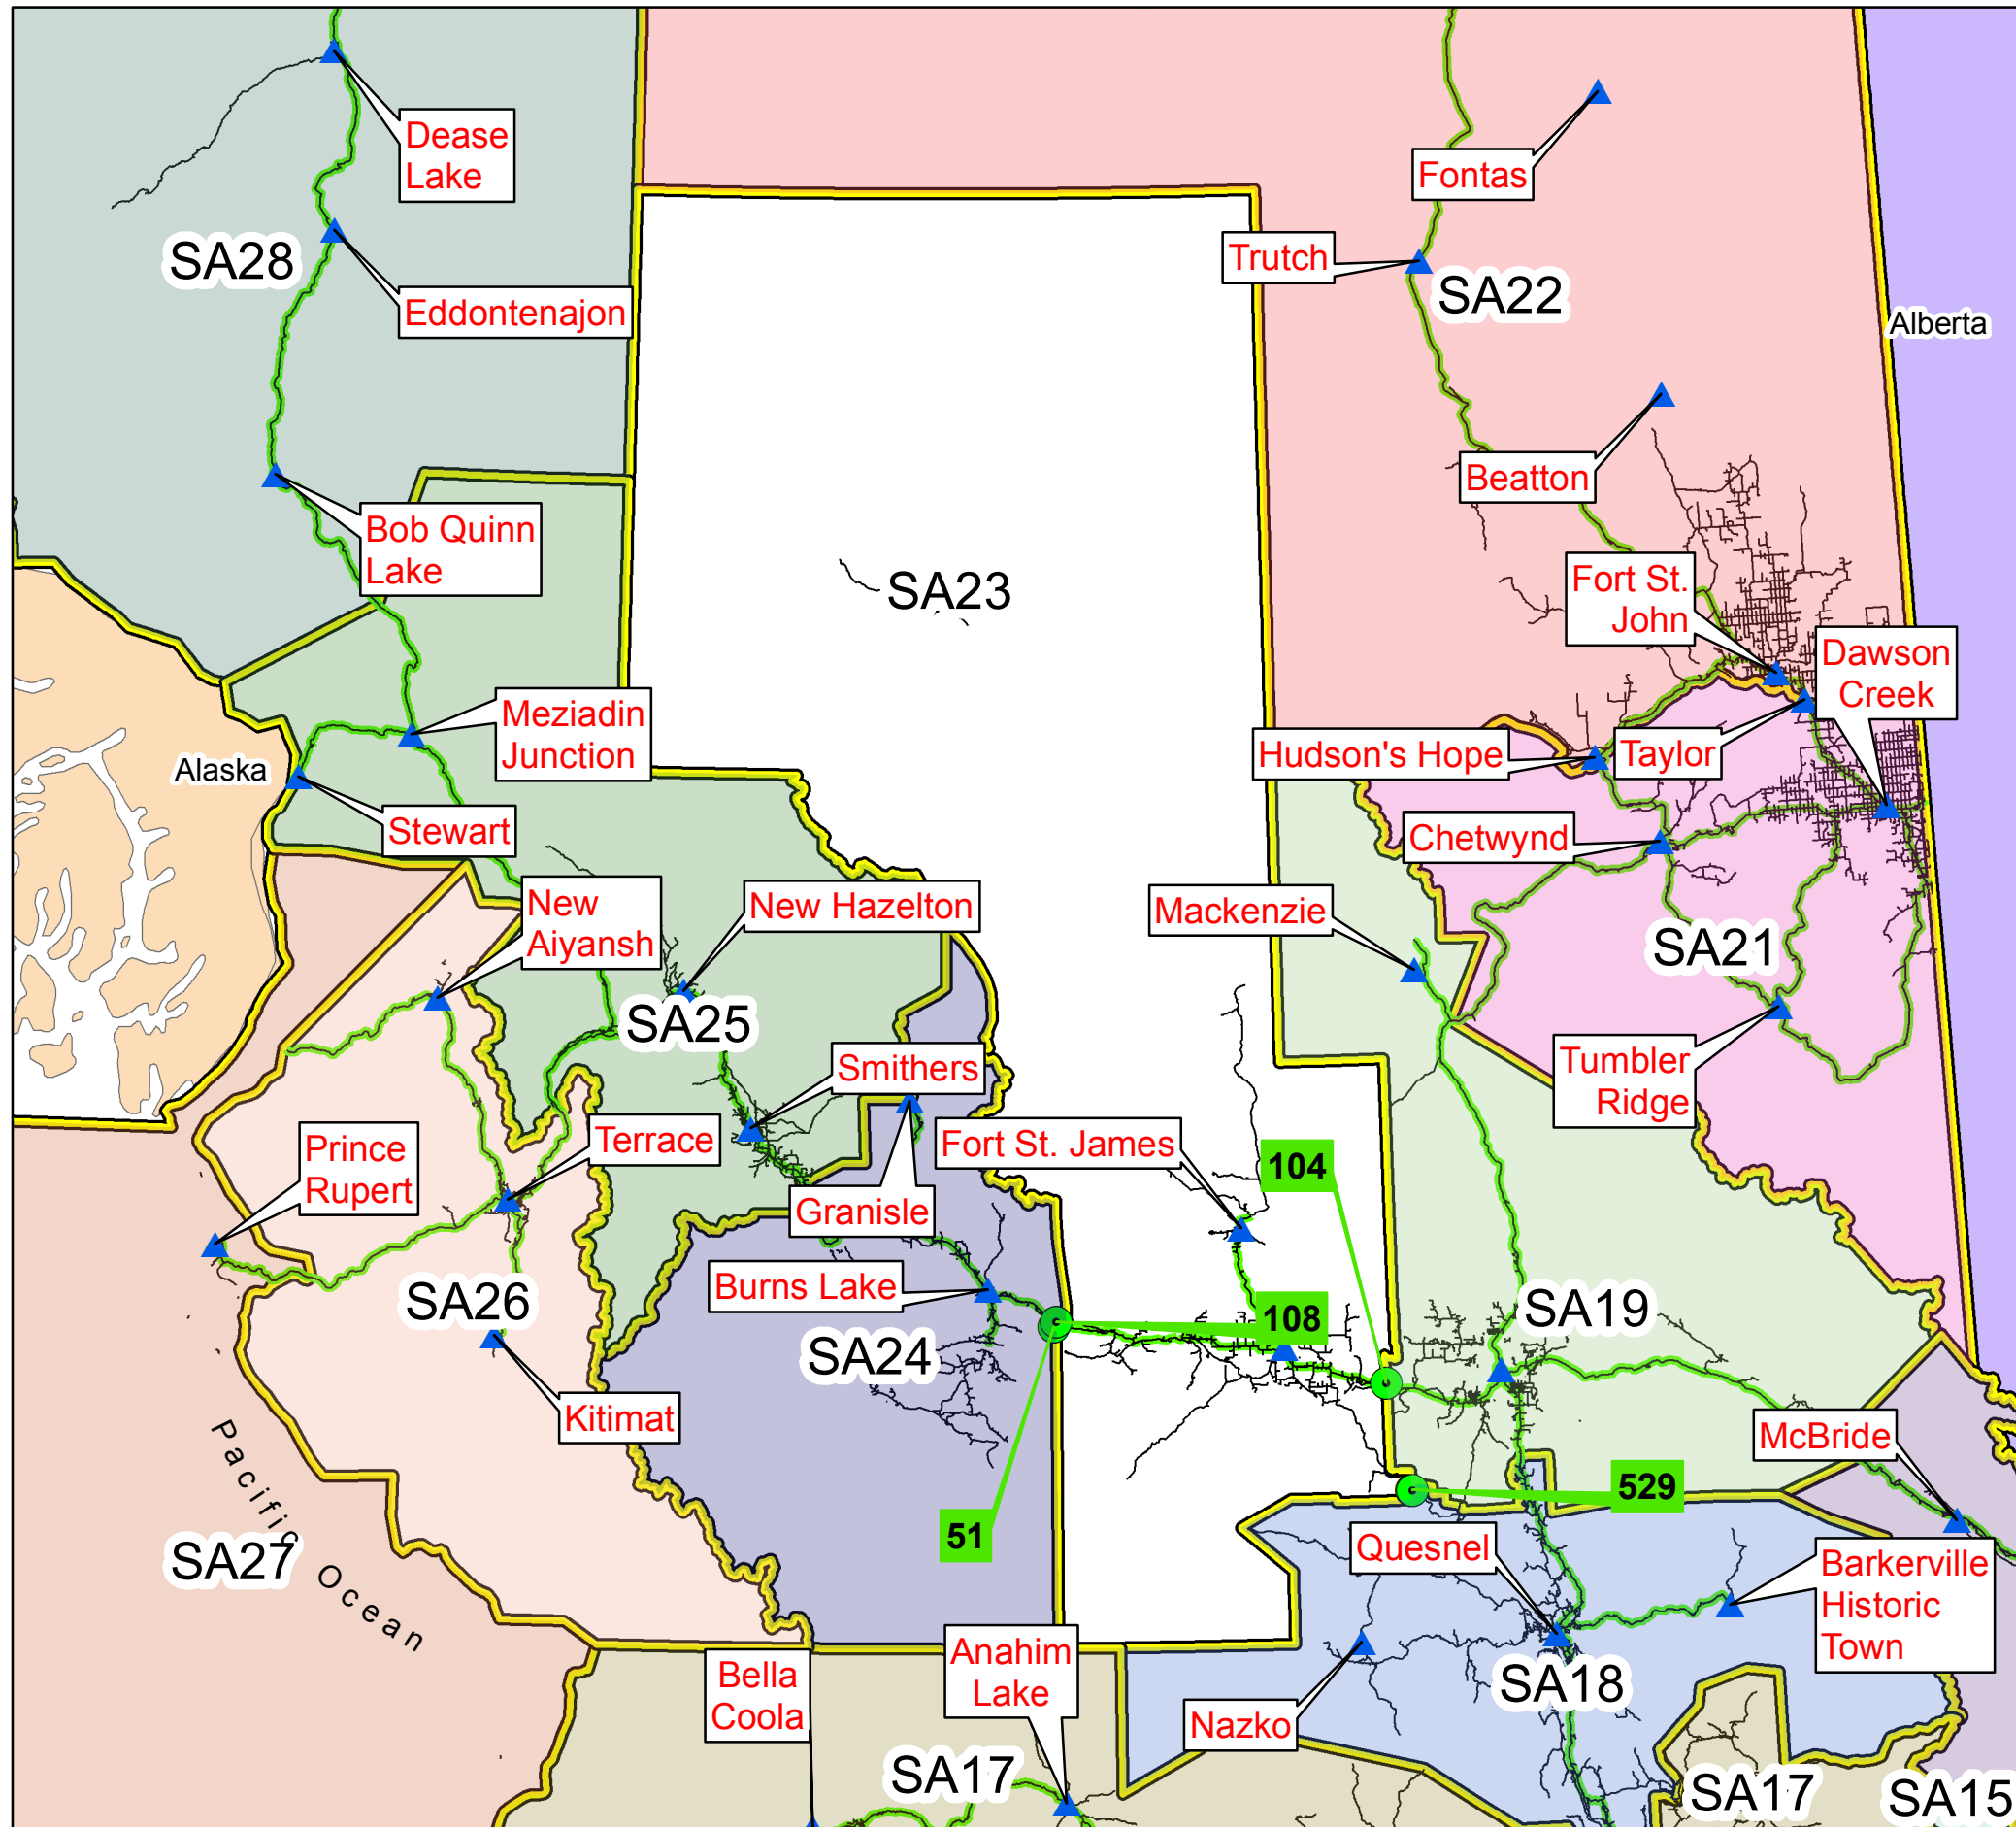 Dease
Lake
Fontas
SA28
Trutch
SA22
Eddontenajon
Alberta
Beatton
Bob Quinn
Lake
SA23
Fort St.
John
Dawson
Creek
Meziadin
Junction
Hudson's Hope
Taylor
Alaska
Stewart
Chetwynd
New
Aiyansh
New Hazelton
Mackenzie
SA21
SA25
Smithers
Tumbler
Ridge
Prince
Rupert
Terrace
Fort St. James
104
Granisle
Burns Lake
SA26
108
SA19
SA24
Kitimat
McBride
Pacific Ocean
529
51
SA27
Quesnel
Barkerville
Historic
Town
Bella
Coola
Anahim
Lake
SA18
Nazko
SA17
SA17
SA15